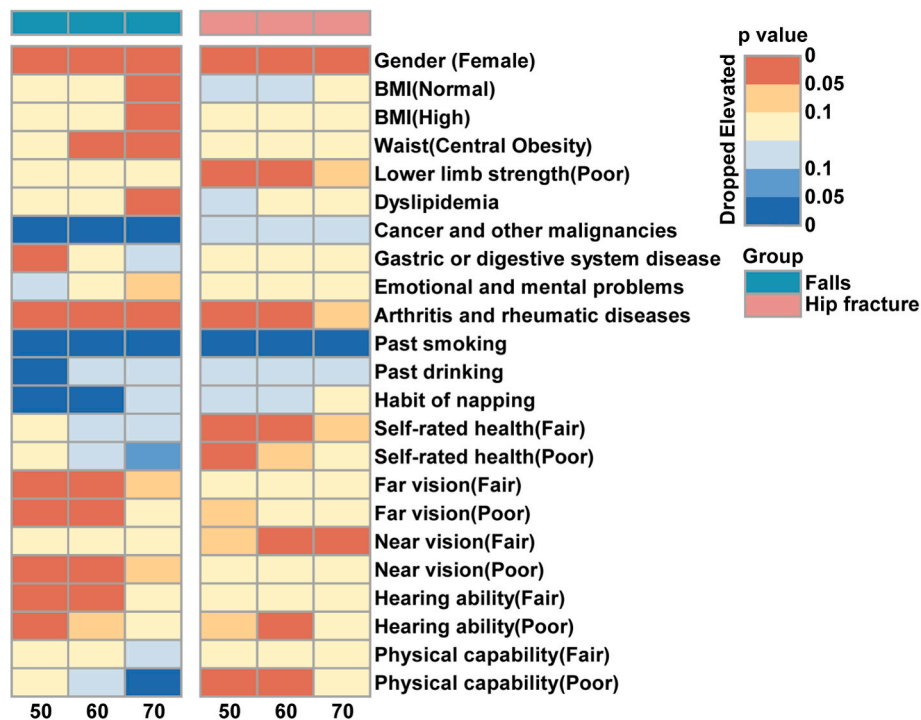 Gender (Female)
BMI(Normal)
BMI(High)
Waist(Central Obesity)
Lower limb strength(Poor)
Dyslipidemia
Cancer and other malignancies
Gastric or digestive system disease
Emotional and mental problems
Arthritis and rheumatic diseases
Past smoking
Past drinking
Habit of napping
Self-rated health(Fair)
Self-rated health(Poor)
Far vision(Fair)
Far vision(Poor)
Near vision(Fair)
Near vision(Poor)
Hearing ability(Fair)
Hearing ability(Poor)
Physical capability(Fair)
Physical capability(Poor)
50 60 70 50 60 70
p value
0
0.05
0.1
0.1
0.05
0
Dropped Elevated
Group
Falls
Hip fracture